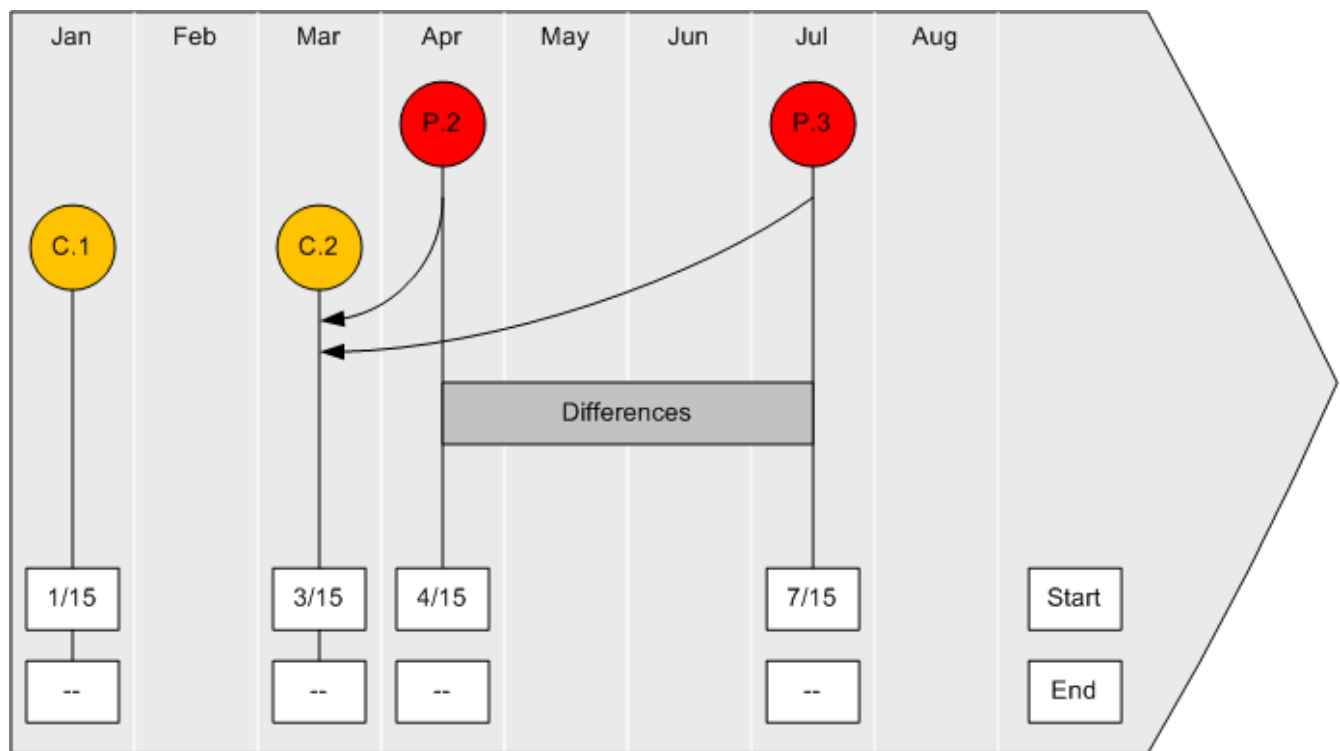 Jan Feb Mar Apr May Jun Jul Aug
P.2 P.3
C.1 C.2
Differences
1/15 3/15 4/15 7/15 Start
-- -- -- -- End